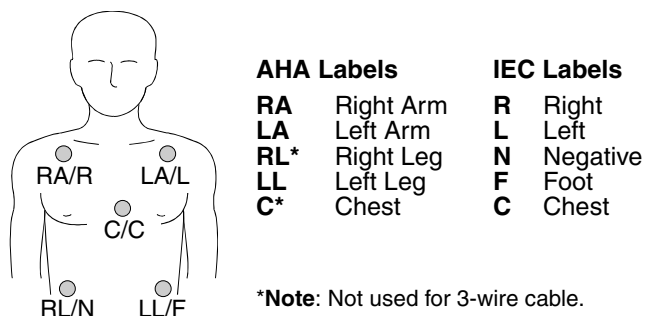 AHA Labels IEC Labels
RA Right Arm R Right
LA Left Arm L Left
RL* Right Leg N Negative
LL Left Leg F Foot
C* Chest C Chest
RA/R LA/L
C/C
RL/N LL/F
*Note: Not used for 3-wire cable.